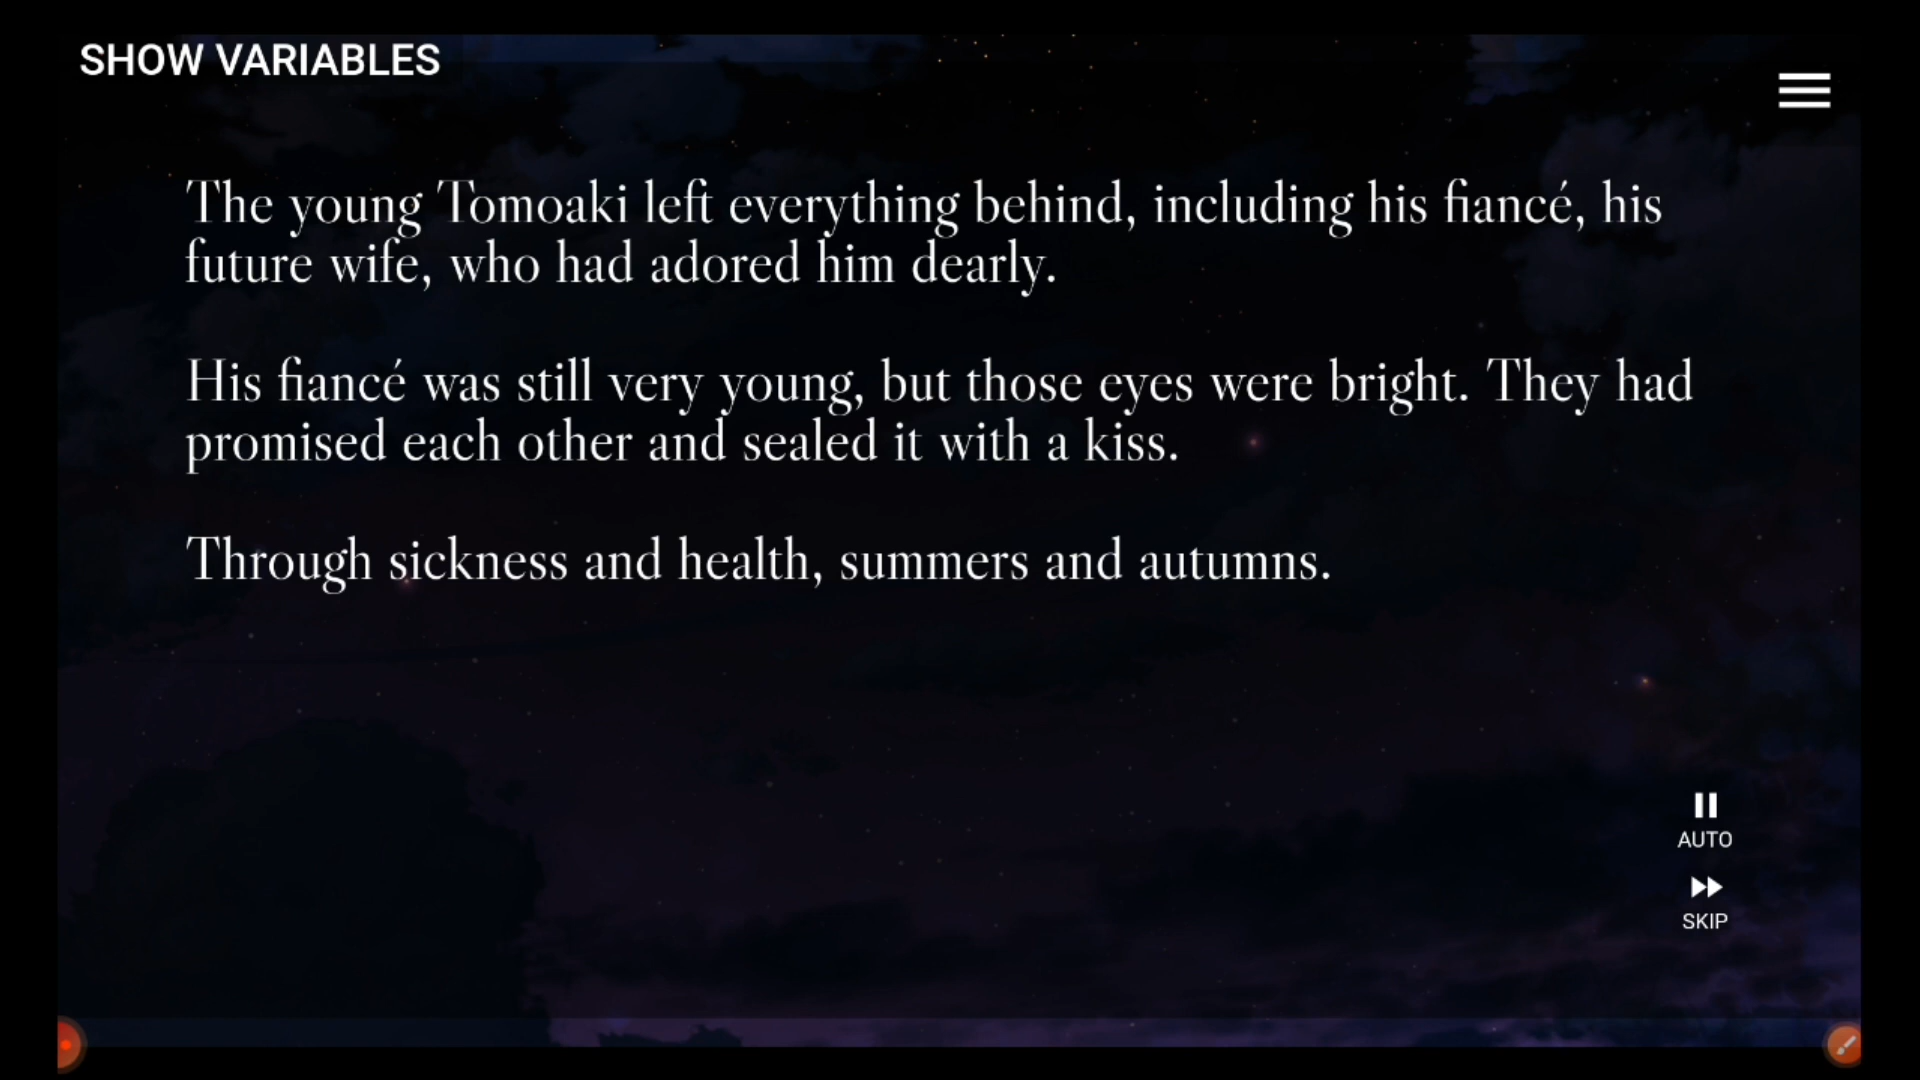 SHOW VARIABLES
The young Tomoaki left everything behind, including his fiancé, his
future wife, who had adored him dearly.
His fiancé was still very young, but those eyes were bright. They had
promised each other and sealed it with a kiss.
Through sickness and health, summers and autumns.
AUTO
SKIP